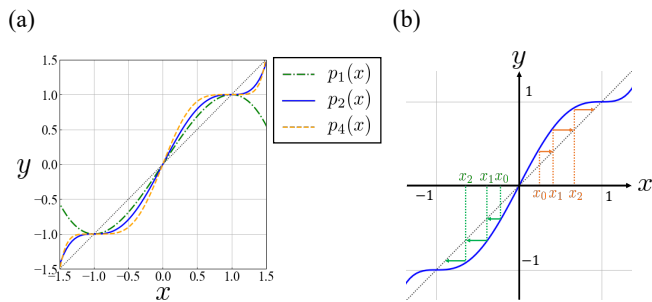 (a)
(b)
1.5
1.0
0.5
0.0
−0.5
−1.0
−1.5
y
−1.5 −1.0 −0.5 0.0 0.5 1.0 1.5
x
p₁(x)
p₂(x)
p₄(x)
y
1
x₂ x₁ x₀
−1
x₀ x₁ x₂
1
x
−1